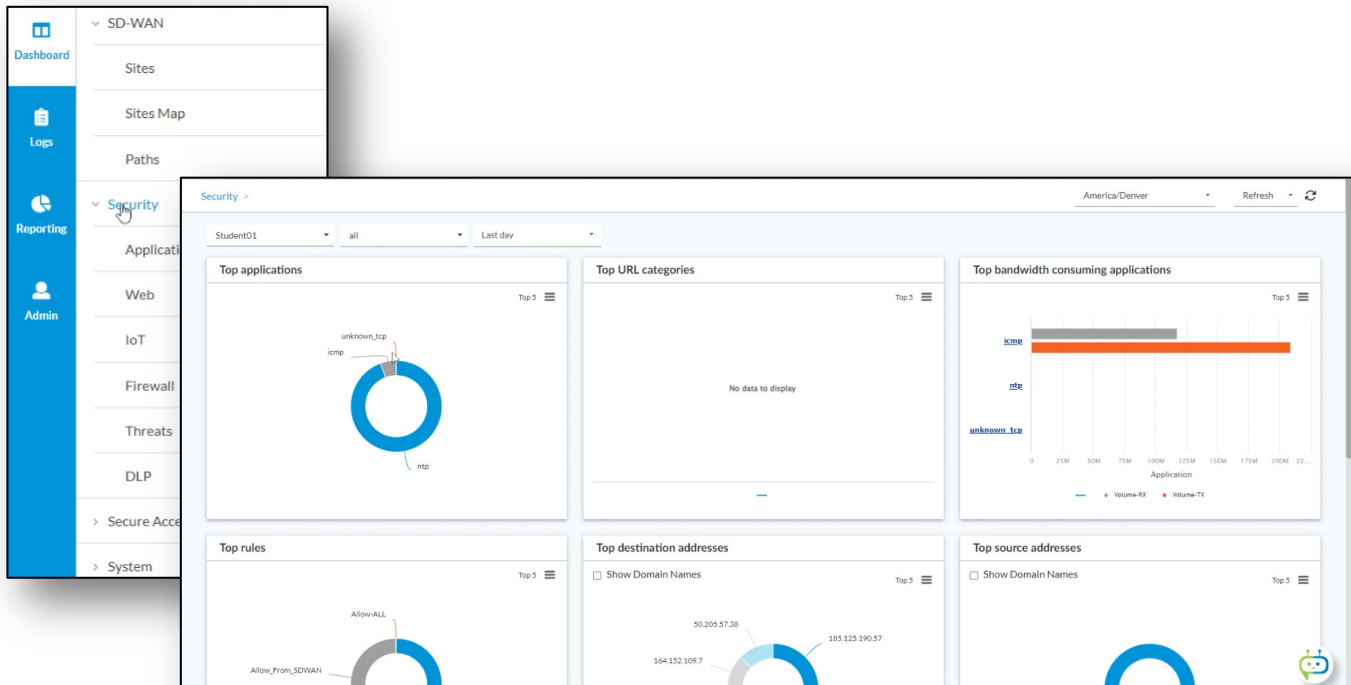 SD-WAN
Dashboard
Sites
Sites Map
Logs
Paths
Security
Reporting
Web
Admin
IoT
Firewall
Threats
DLP
Secure Acce
System
Security >
America/Denver
Refresh
Student01
all
Last day
Top applications
Top 5
unknown_tcp
icmp
ntp
Top URL categories
Top 5
No data to display
Top bandwidth consuming applications
Top 5
icmp
ntp
unknown_tcp
0 25M 50M 75M 100M 125M 150M 175M 200M 22...
Application
Volume-RX Volume-TX
Top rules
Top 5
Allow-ALL
Allow_From_SDWAN
Top destination addresses
Show Domain Names
Top 5
50.205.57.38
185.125.190.57
164.152.109.7
Top source addresses
Show Domain Names
Top 5